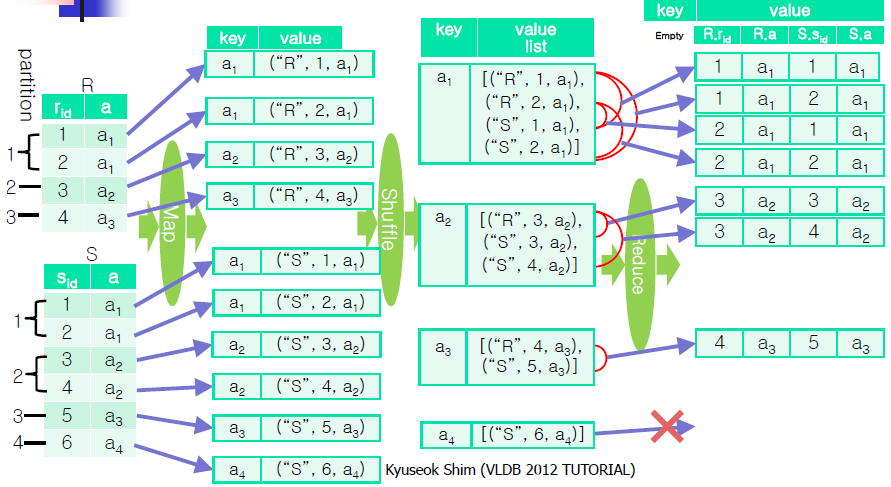 partition
R
r_id a
1 a₁
2 a₁
3 a₂
4 a₃
1
2
3
S
s_id a
1 a₁
2 a₁
3 a₂
4 a₂
5 a₃
6 a₄
1
2
3
4
Map
key value
a₁ ("R", 1, a₁)
a₁ ("R", 2, a₁)
a₂ ("R", 3, a₂)
a₃ ("R", 4, a₃)
a₁ ("S", 1, a₁)
a₁ ("S", 2, a₁)
a₂ ("S", 3, a₂)
a₂ ("S", 4, a₂)
a₃ ("S", 5, a₃)
a₄ ("S", 6, a₄)
Shuffle
key value
list
a₁ [("R", 1, a₁),
("R", 2, a₁),
("S", 1, a₁),
("S", 2, a₁)]
a₂ [("R", 3, a₂),
("S", 3, a₂),
("S", 4, a₂)]
a₃ [("R", 4, a₃),
("S", 5, a₃)]
a₄ [("S", 6, a₄)]
Reduce
key value
Empty R.r_id R.a S.s_id S.a
1 a₁ 1 a₁
1 a₁ 2 a₁
2 a₁ 1 a₁
2 a₁ 2 a₁
3 a₂ 3 a₂
3 a₂ 4 a₂
4 a₃ 5 a₃
Kyuseok Shim (VLDB 2012 TUTORIAL)